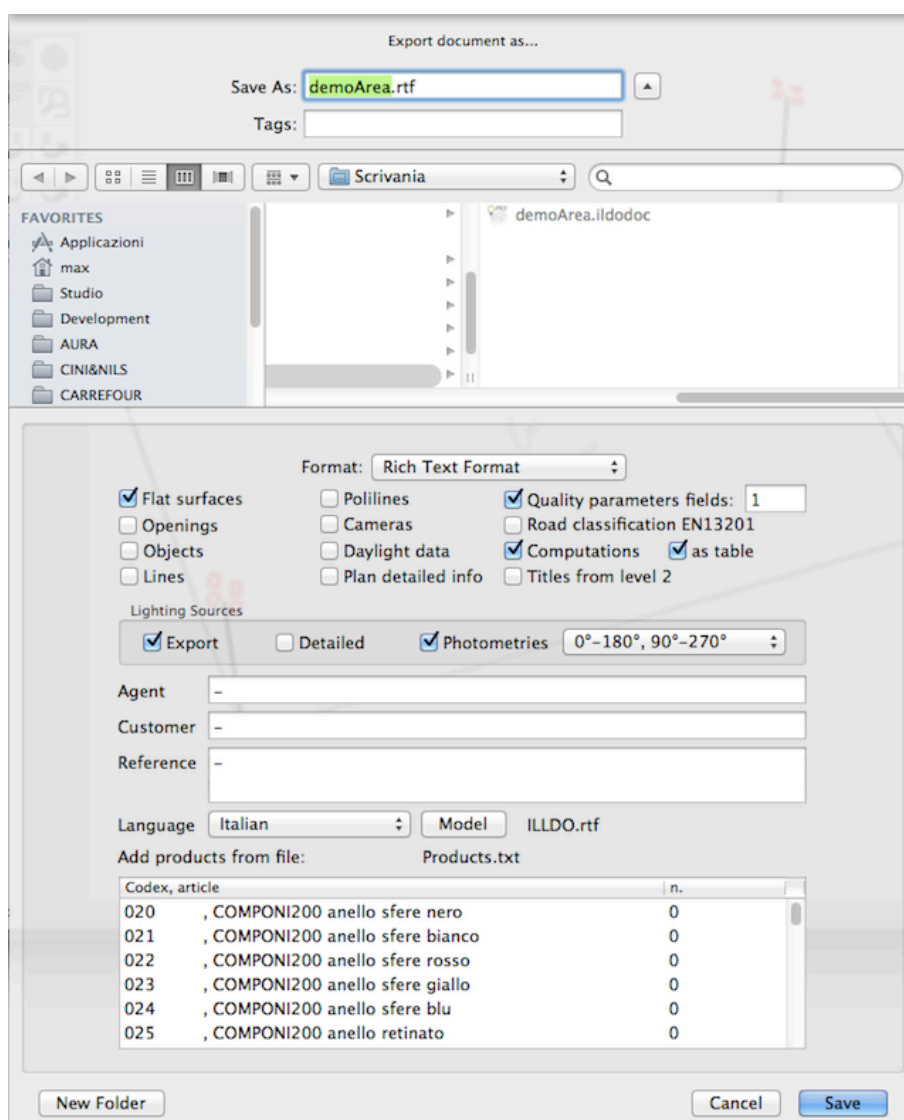 Export document as...
Save As: demoArea.rtf
Tags:
Scrivania
FAVORITES
Applicazioni
max
Studio
Development
AURA
CINI&NILS
CARREFOUR
demoArea.ildodoc
Format: Rich Text Format
Flat surfaces Polilines Quality parameters fields: 1
Openings Cameras Road classification EN13201
Objects Daylight data Computations as table
Lines Plan detailed info Titles from level 2
Lighting Sources
Export Detailed Photometries 0°-180°, 90°-270°
Agent -
Customer -
Reference -
Language Italian Model ILLDO.rtf
Add products from file: Products.txt
Codex, article n.
020 , COMPONI200 anello sfere nero 0
021 , COMPONI200 anello sfere bianco 0
022 , COMPONI200 anello sfere rosso 0
023 , COMPONI200 anello sfere giallo 0
024 , COMPONI200 anello sfere blu 0
025 , COMPONI200 anello retinato 0
New Folder Cancel Save